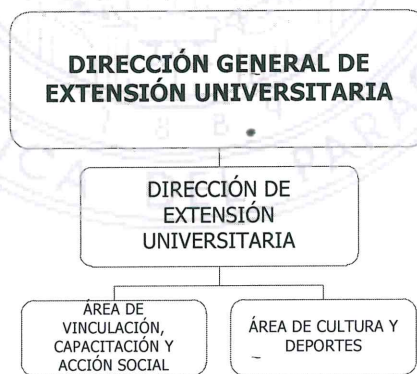 DIRECCIÓN GENERAL DE
EXTENSIÓN UNIVERSITARIA
DIRECCIÓN DE
EXTENSIÓN
UNIVERSITARIA
ÁREA DE
VINCULACIÓN,
CAPACITACIÓN Y
ACCIÓN SOCIAL
ÁREA DE CULTURA Y
DEPORTES